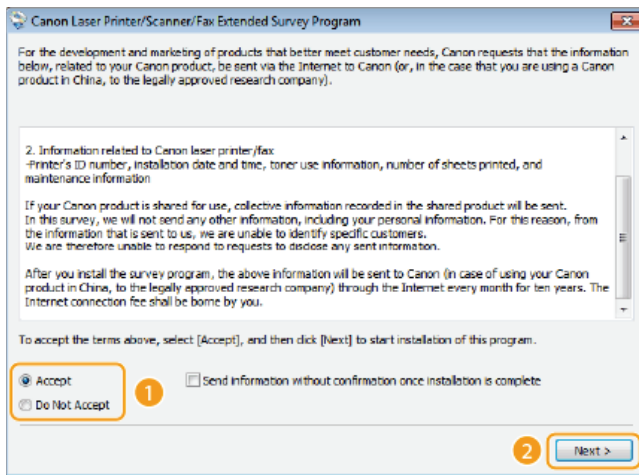 Canon Laser Printer/Scanner/Fax Extended Survey Program
For the development and marketing of products that better meet customer needs, Canon requests that the information
below, related to your Canon product, be sent via the Internet to Canon (or, in the case that you are using a Canon
product in China, to the legally approved research company).
2. Information related to Canon laser printer/fax
-Printer's ID number, installation date and time, toner use information, number of sheets printed, and
maintenance information
If your Canon product is shared for use, collective information recorded in the shared product will be sent.
In this survey, we will not send any other information, including your personal information. For this reason, from
the information that is sent to us, we are unable to identify specific customers.
We are therefore unable to respond to requests to disclose any sent information.
After you install the survey program, the above information will be sent to Canon (in case of using your Canon
product in China, to the legally approved research company) through the Internet every month for ten years. The
Internet connection fee shall be borne by you.
To accept the terms above, select [Accept], and then click [Next] to start installation of this program.
Accept
1
Send information without confirmation once installation is complete
Do Not Accept
2
Next >